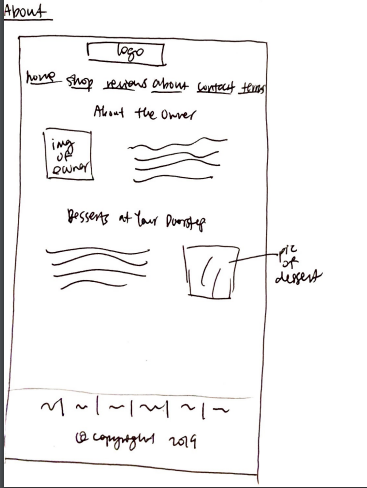 About
logo
home shop reviews about contact terms
About the Owner
img
of
owner
Desserts at Your Doorstep
pic
of
dessert
© copyright 2019